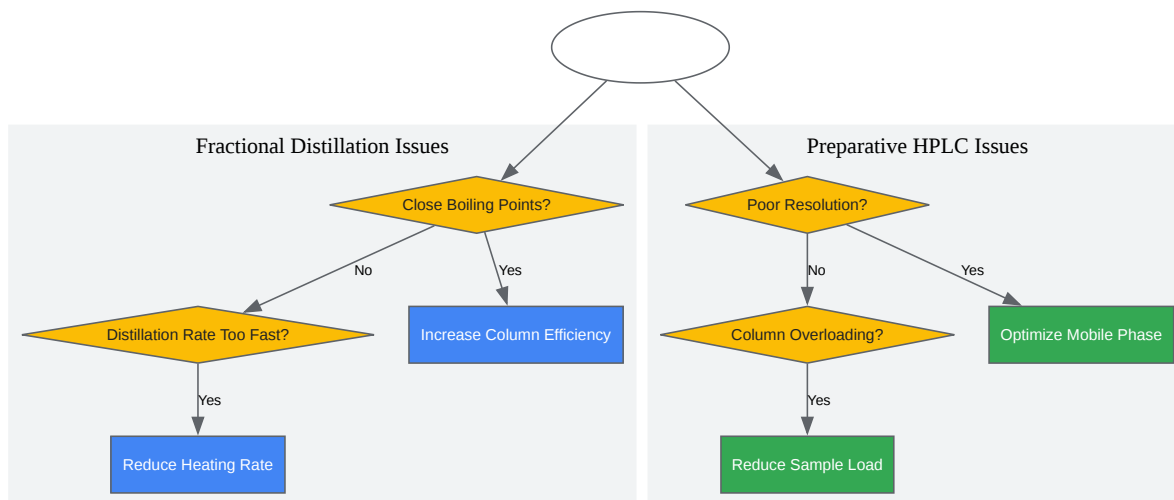 Fractional Distillation Issues
Preparative HPLC Issues
Close Boiling Points?
Poor Resolution?
No
Yes
No
Yes
Distillation Rate Too Fast?
Increase Column Efficiency
Column Overloading?
Optimize Mobile Phase
Yes
Yes
Reduce Heating Rate
Reduce Sample Load